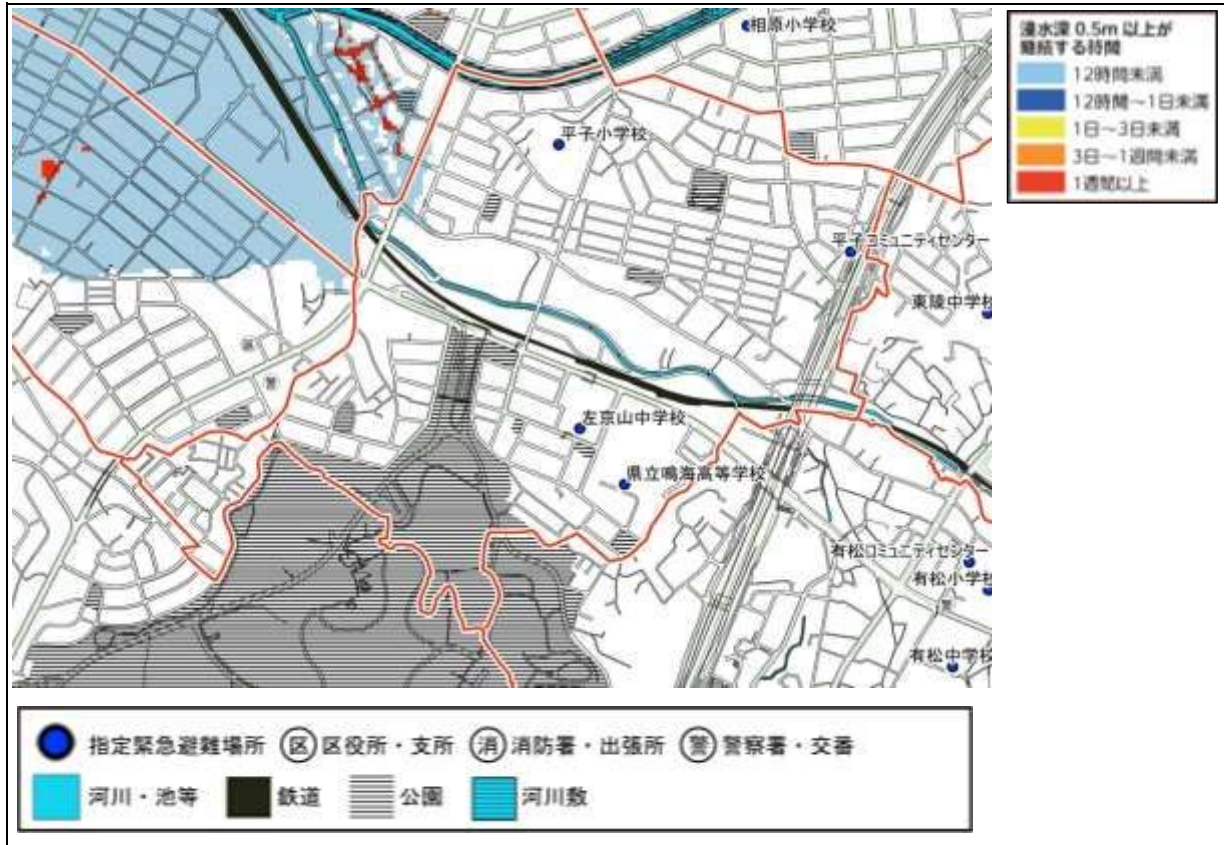 相原小学校
平子小学校
平子コミュニティセンター
東陵中学校
左京山中学校
県立鳴海高等学校
有松コミュニティセンター
有松小学校
有松中学校
浸水深 0.5m 以上が
継続する時間
12時間未満
12時間～1日未満
1日～3日未満
3日～1週間未満
1週間以上
指定緊急避難場所 区 区役所・支所 消 消防署・出張所 警 警察署・交番
河川・池等 鉄道 公園 河川敷